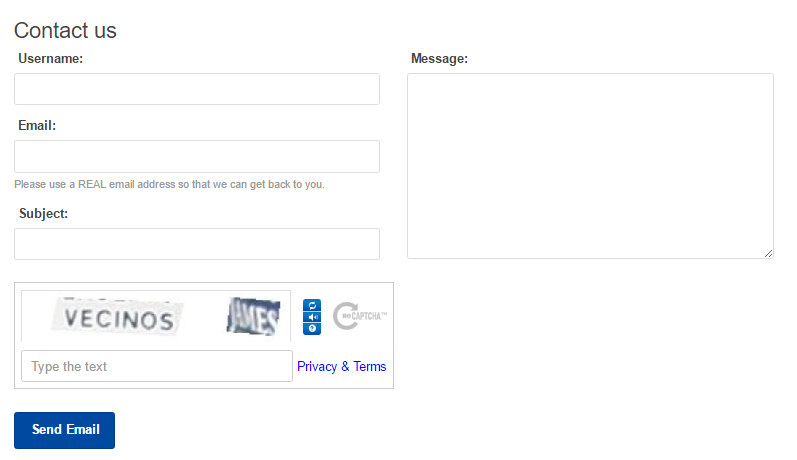 Contact us
Username:
Message:
Email:
Please use a REAL email address so that we can get back to you.
Subject:
VECINOS
reCAPTCHA™
Type the text
Privacy & Terms
Send Email